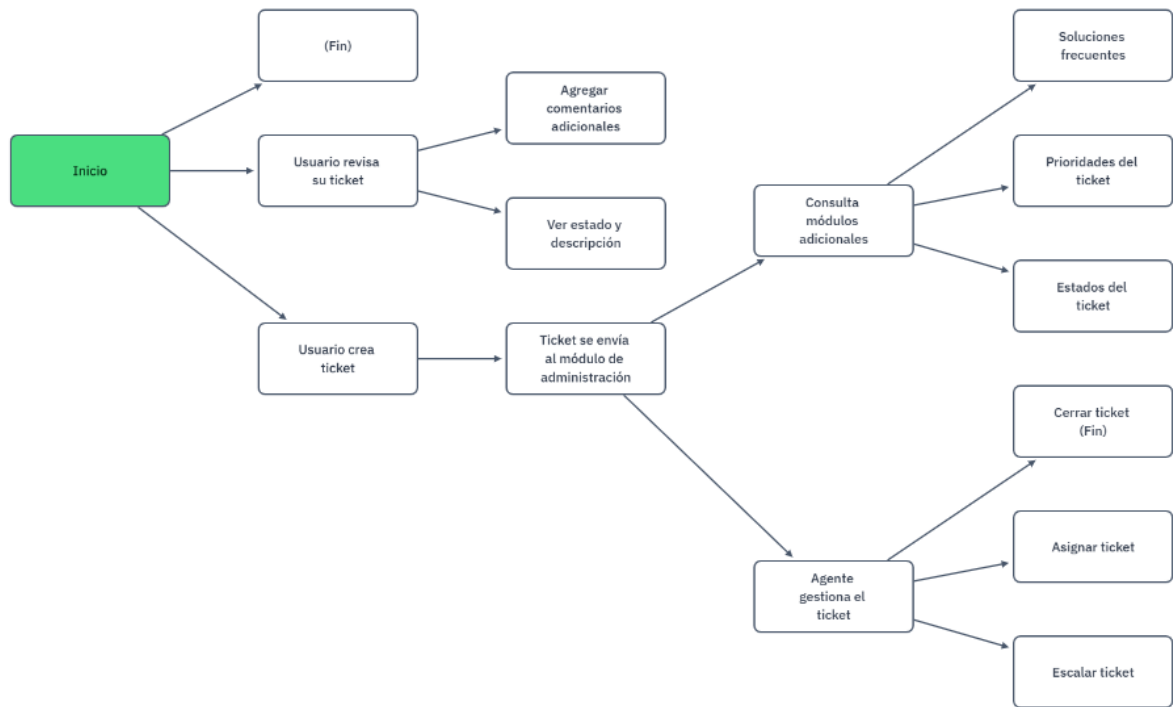 (Fin)
Inicio
Usuario revisa
su ticket
Agregar
comentarios
adicionales
Ver estado y
descripción
Usuario crea
ticket
Ticket se envía
al módulo de
administración
Consulta
módulos
adicionales
Soluciones
frecuentes
Prioridades del
ticket
Estados del
ticket
Agente
gestiona el
ticket
Cerrar ticket
(Fin)
Asignar ticket
Escalar ticket